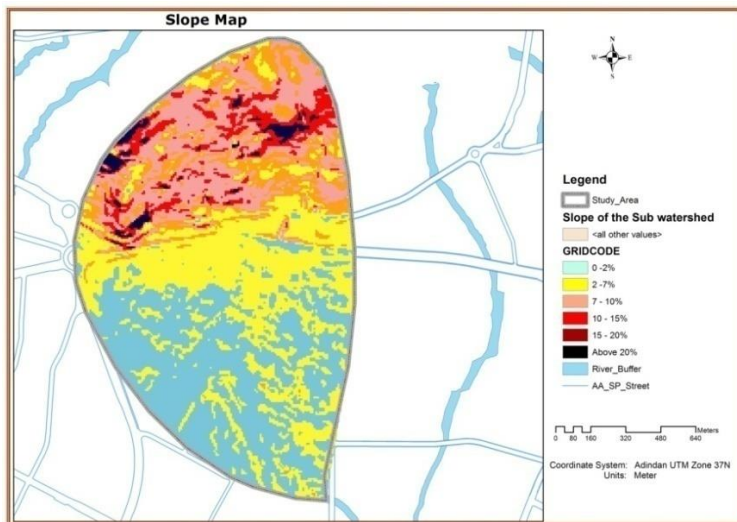 Slope Map
N
W E
S
Legend
Study_Area
Slope of the Sub watershed
<all other values>
GRIDCODE
0 -2%
2 -7%
7 - 10%
10 - 15%
15 - 20%
Above 20%
River_Buffer
AA_SP_Street
Meters
0 80 160 320 480 640
Coordinate System: Adindan UTM Zone 37N
Units: Meter